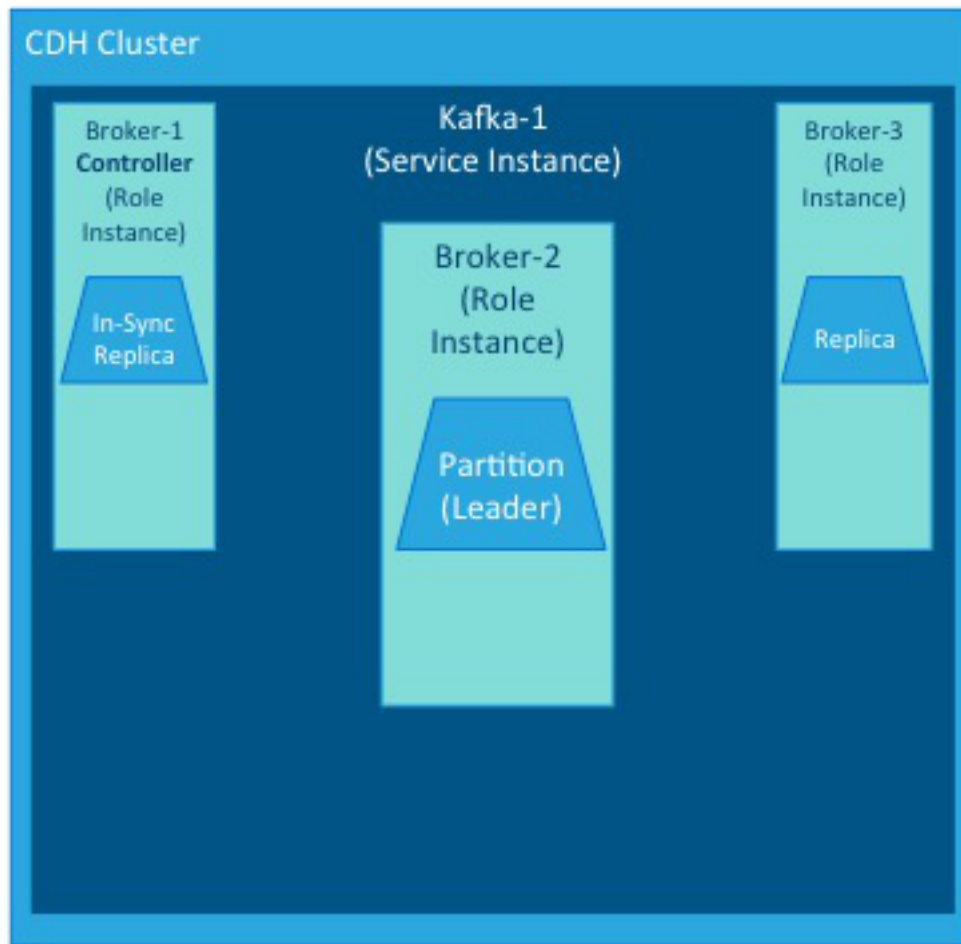 CDH Cluster
Kafka-1
(Service Instance)
Broker-1
Controller
(Role
Instance)
In-Sync
Replica
Broker-2
(Role
Instance)
Partition
(Leader)
Broker-3
(Role
Instance)
Replica